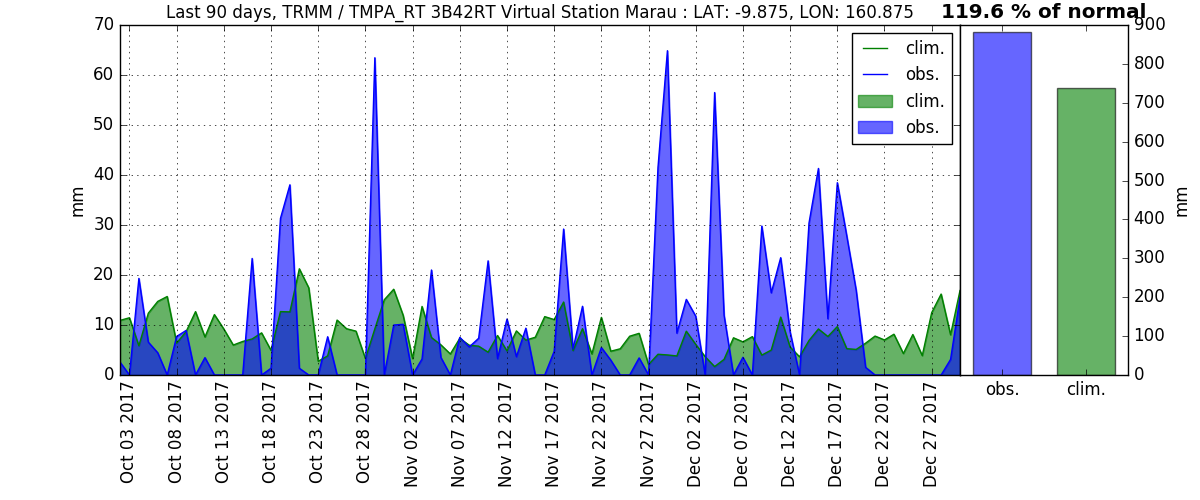 Last 90 days, TRMM / TMPA_RT 3B42RT Virtual Station Marau : LAT: -9.875, LON: 160.875
119.6 % of normal
70
60
50
40
30
20
10
0
mm
clim.
obs.
clim.
obs.
900
800
700
600
500
400
300
200
100
0
mm
Oct 03 2017
Oct 08 2017
Oct 13 2017
Oct 18 2017
Oct 23 2017
Oct 28 2017
Nov 02 2017
Nov 07 2017
Nov 12 2017
Nov 17 2017
Nov 22 2017
Nov 27 2017
Dec 02 2017
Dec 07 2017
Dec 12 2017
Dec 17 2017
Dec 22 2017
Dec 27 2017
obs.
clim.